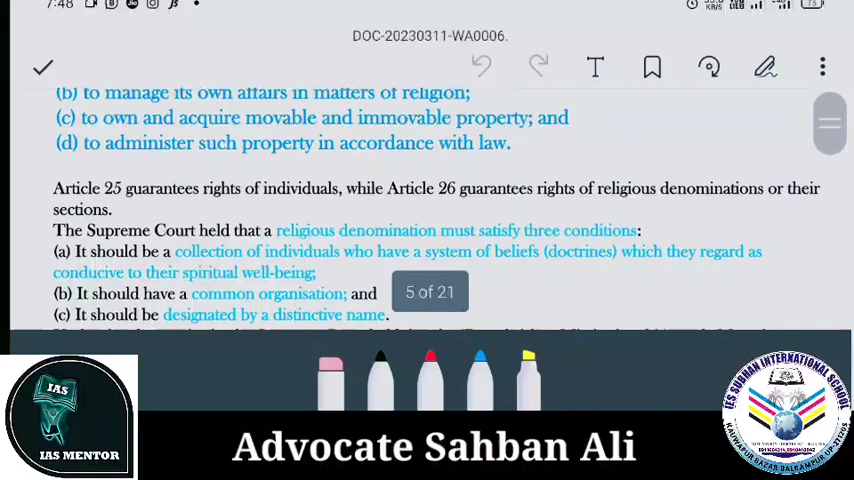 7:48
KB/S
DOC-20230311-WA0006.
(b) to manage its own affairs in matters of religion;
(c) to own and acquire movable and immovable property; and
(d) to administer such property in accordance with law.
Article 25 guarantees rights of individuals, while Article 26 guarantees rights of religious denominations or their
sections.
The Supreme Court held that a religious denomination must satisfy three conditions:
(a) It should be a collection of individuals who have a system of beliefs (doctrines) which they regard as
conducive to their spiritual well-being;
(b) It should have a common organisation; and
5 of 21
(c) It should be designated by a distinctive name.
IAS
IAS MENTOR
Advocate Sahban Ali
IES SUDHAN INTERNATIONAL SCHOOL